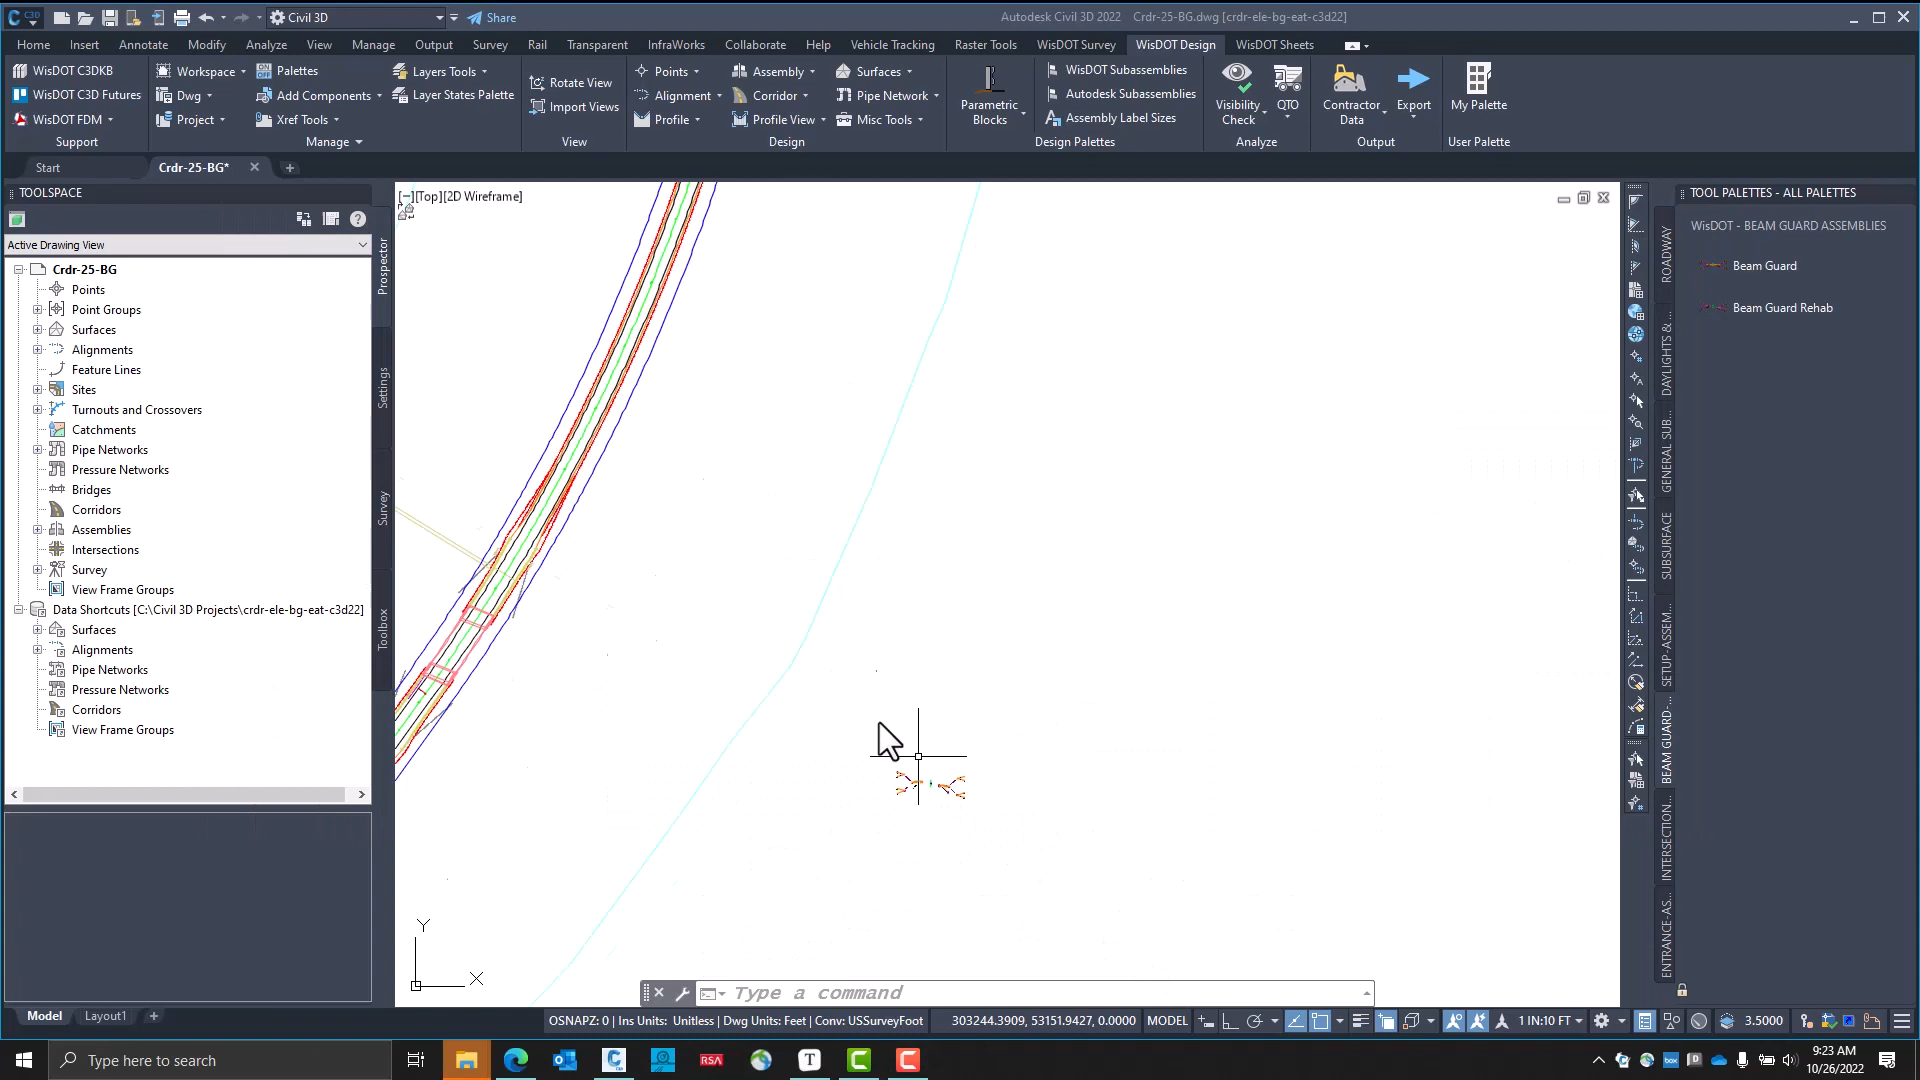 Civil 3D
Share
Autodesk Civil 3D 2022 Crdr-25-BG.dwg [crdr-ele-bg-eat-c3d22]
Home Insert Annotate Modify Analyze View Manage Output Survey Rail Transparent InfraWorks Collaborate Help Vehicle Tracking Raster Tools WisDOT Survey WisDOT Design WisDOT Sheets
WisDOT C3DKB
WisDOT C3D Futures
WisDOT FDM
Support
Workspace
Dwg
Project
Palettes
Add Components
Xref Tools
Layers Tools
Layer States Palette
Manage
Rotate View
Import Views
View
Points
Alignment
Profile
Assembly
Corridor
Profile View
Surfaces
Pipe Network
Misc Tools
Design
Parametric
Blocks
WisDOT Subassemblies
Autodesk Subassemblies
Assembly Label Sizes
Design Palettes
Visibility
Check
QTO
Analyze
Contractor
Data
Export
Output
My Palette
User Palette
Start
Crdr-25-BG*
TOOLSPACE
Active Drawing View
Crdr-25-BG
Points
Point Groups
Surfaces
Alignments
Feature Lines
Sites
Turnouts and Crossovers
Catchments
Pipe Networks
Pressure Networks
Bridges
Corridors
Assemblies
Intersections
Survey
View Frame Groups
Data Shortcuts [C:\Civil 3D Projects\crdr-ele-bg-eat-c3d22]
Surfaces
Alignments
Pipe Networks
Pressure Networks
Corridors
View Frame Groups
Prospector
Settings
Survey
Toolbox
[−][Top][2D Wireframe]
Y
X
Type a command
TOOL PALETTES - ALL PALETTES
WisDOT - BEAM GUARD ASSEMBLIES
Beam Guard
Beam Guard Rehab
ROADWAY
DAYLIGHTS & ...
GENERAL SUB...
SUBSURFACE
SETUP-ASSEM...
BEAM GUARD-...
INTERSECTION...
ENTRANCE-AS...
Model Layout1
OSNAPZ: 0 | Ins Units: Unitless | Dwg Units: Feet | Conv: USSurveyFoot
303244.3909, 53151.9427, 0.0000
MODEL
1 IN:10 FT
3.5000
Type here to search
RSA
9:23 AM
10/26/2022